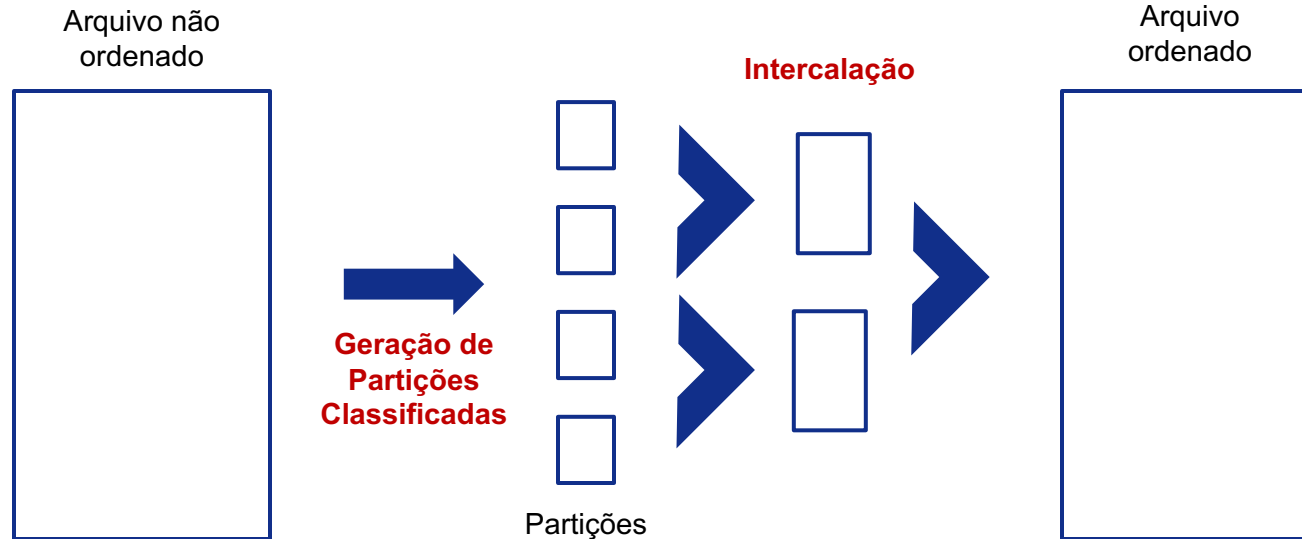 Arquivo não
ordenado
Geração de
Partições
Classificadas
Partições
Intercalação
Arquivo
ordenado